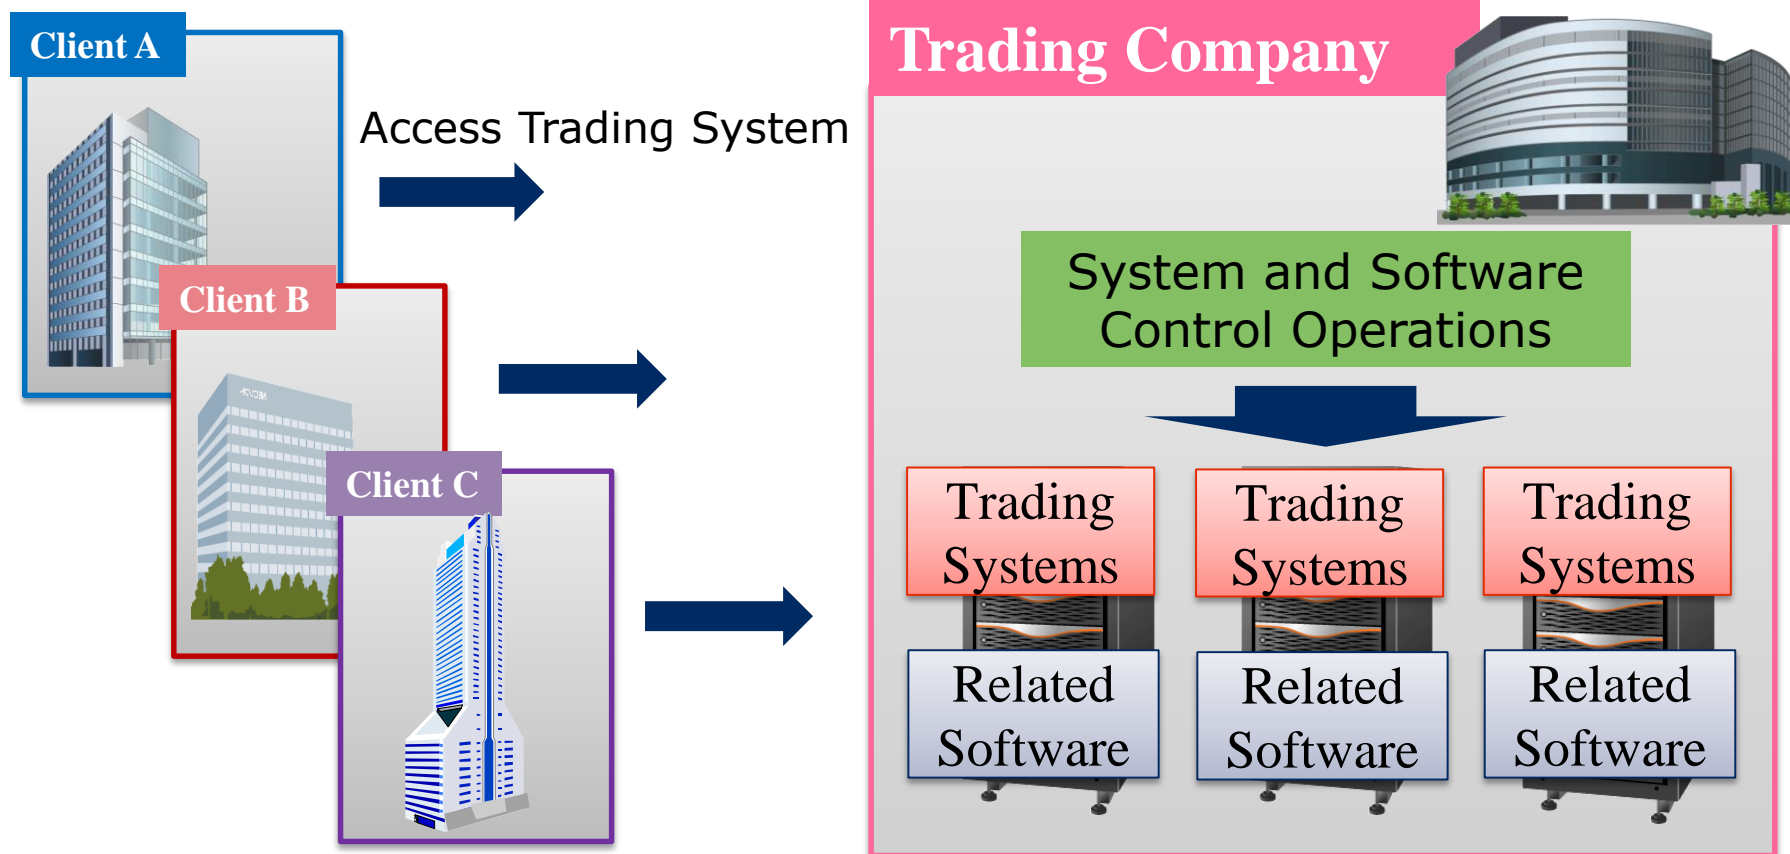 Client A
Access Trading System
Client B
Client C
Trading Company
System and Software
Control Operations
Trading
Systems
Related
Software
Trading
Systems
Related
Software
Trading
Systems
Related
Software